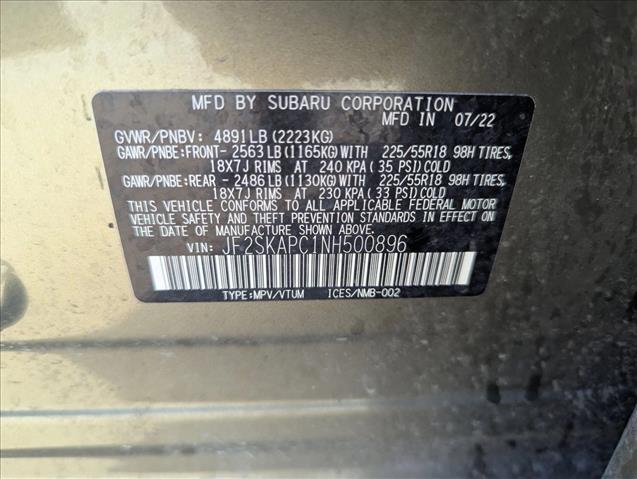 MFD BY SUBARU CORPORATION
MFD IN 07/22
GVWR/PNBV: 4891LB(2223KG)
GAWR/PNBE:FRONT- 2563LB(1165KG)WITH 225/55R18 98H TIRES,
18X7J RIMS AT 240 KPA(35 PSI)COLD
GAWR/PNBE:REAR - 2486LB(1130KG)WITH 225/55R18 98H TIRES,
18X7J RIMS AT 230 KPA(33 PSI)COLD
THIS VEHICLE CONFORMS TO ALL APPLICABLE FEDERAL MOTOR
VEHICLE SAFETY AND THEFT PREVENTION STANDARDS IN EFFECT ON
THE DATE OF MANUFACTURE SHOWN ABOVE.
VIN: JF2SKAPC1NH500896
TYPE:MPV/VTUM ICES/NMB-002